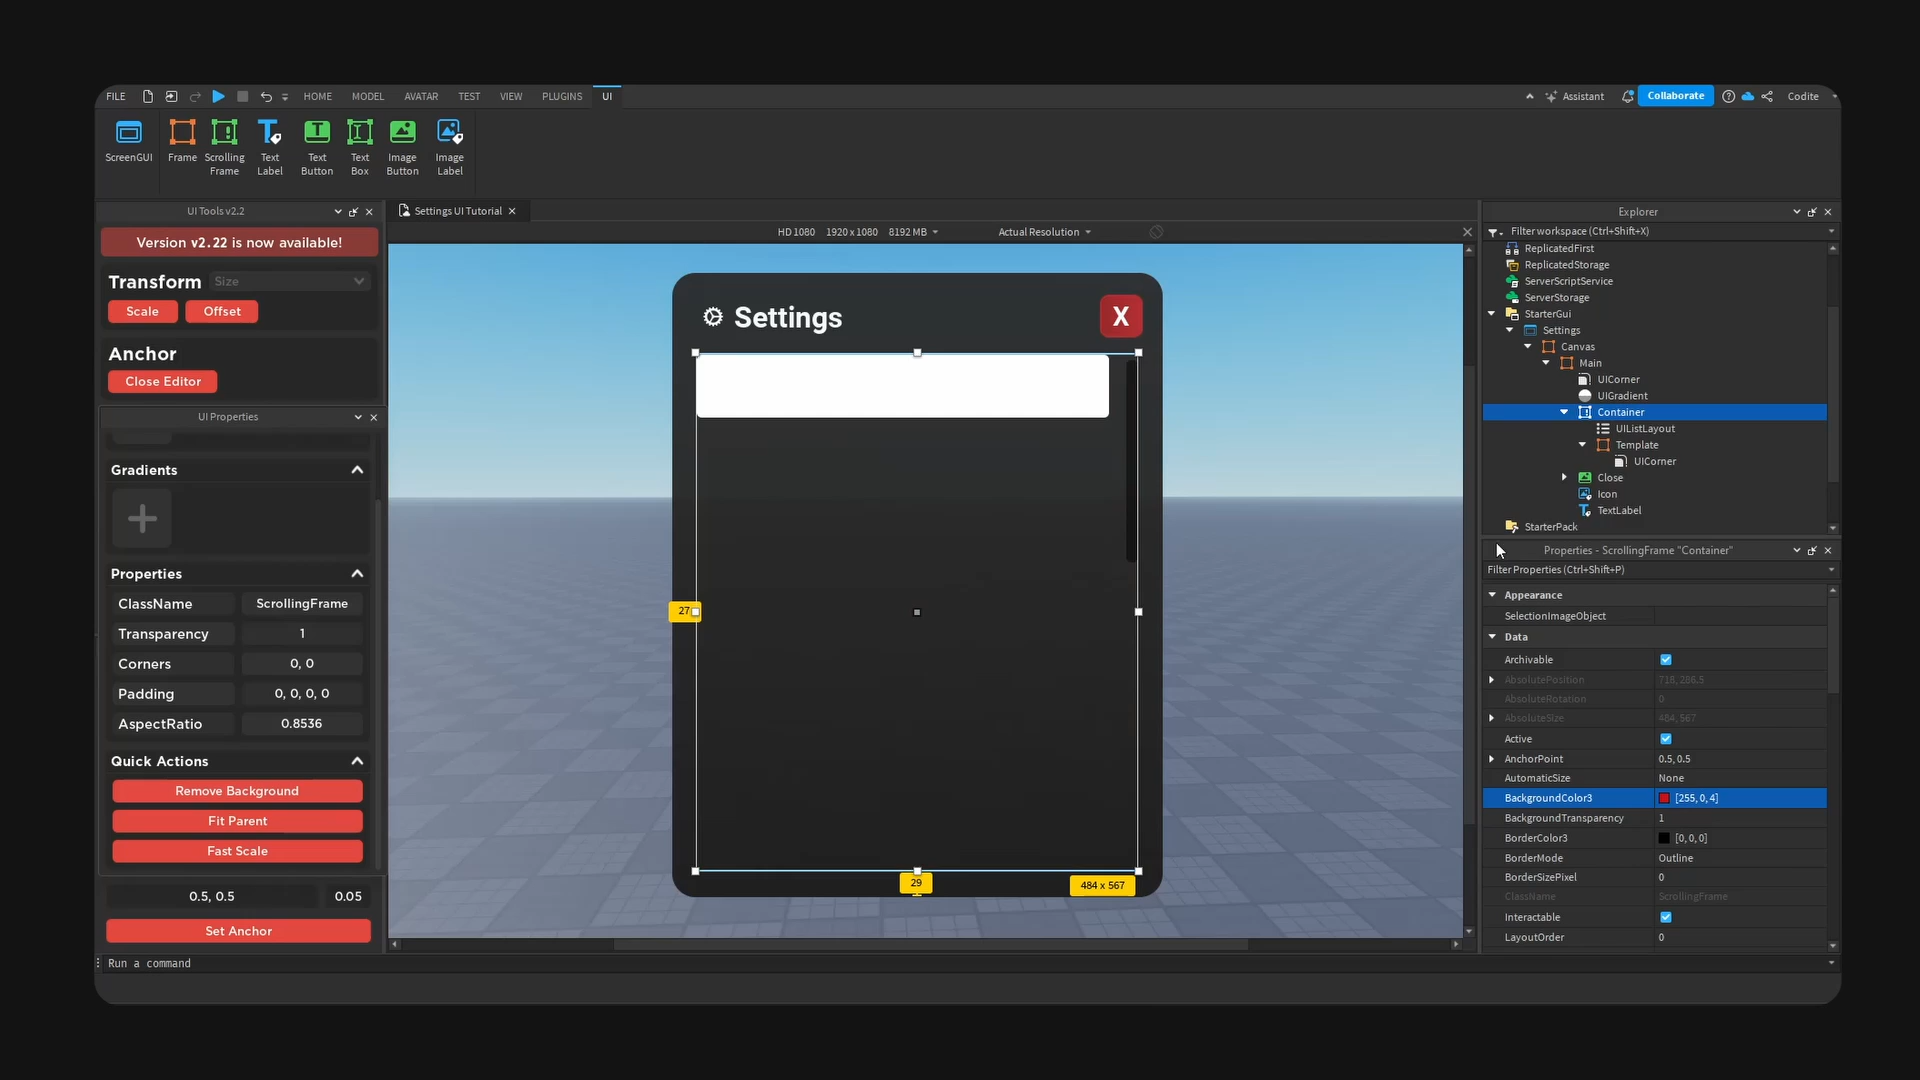 FILE HOME MODEL AVATAR TEST VIEW PLUGINS UI Assistant Collaborate Codite
ScreenGUI
Frame
Scrolling
Frame
Text
Label
Text
Button
Text
Box
Image
Button
Image
Label
UI Tools v2.2
Version v2.22 is now available!
Transform Size
Scale Offset
Anchor
Close Editor
UI Properties
Gradients
Properties
ClassName ScrollingFrame
Transparency 1
Corners 0, 0
Padding 0, 0, 0, 0
AspectRatio 0.8536
Quick Actions
Remove Background
Fit Parent
Fast Scale
0.5, 0.5 0.05
Set Anchor
Run a command
Settings UI Tutorial
HD 1080 1920 x 1080 8192 MB Actual Resolution
Settings X
27
29
484 x 567
Explorer
Filter workspace (Ctrl+Shift+X)
ReplicatedFirst
ReplicatedStorage
ServerScriptService
ServerStorage
StarterGui
Settings
Canvas
Main
UICorner
UIGradient
Container
UIListLayout
Template
UICorner
Close
Icon
TextLabel
StarterPack
Properties - ScrollingFrame "Container"
Filter Properties (Ctrl+Shift+P)
Appearance
SelectionImageObject
Data
Archivable
AbsolutePosition 718, 286.5
AbsoluteRotation 0
AbsoluteSize 484, 567
Active
AnchorPoint 0.5, 0.5
AutomaticSize None
BackgroundColor3 [255, 0, 4]
BackgroundTransparency 1
BorderColor3 [0, 0, 0]
BorderMode Outline
BorderSizePixel 0
ClassName ScrollingFrame
Interactable
LayoutOrder 0